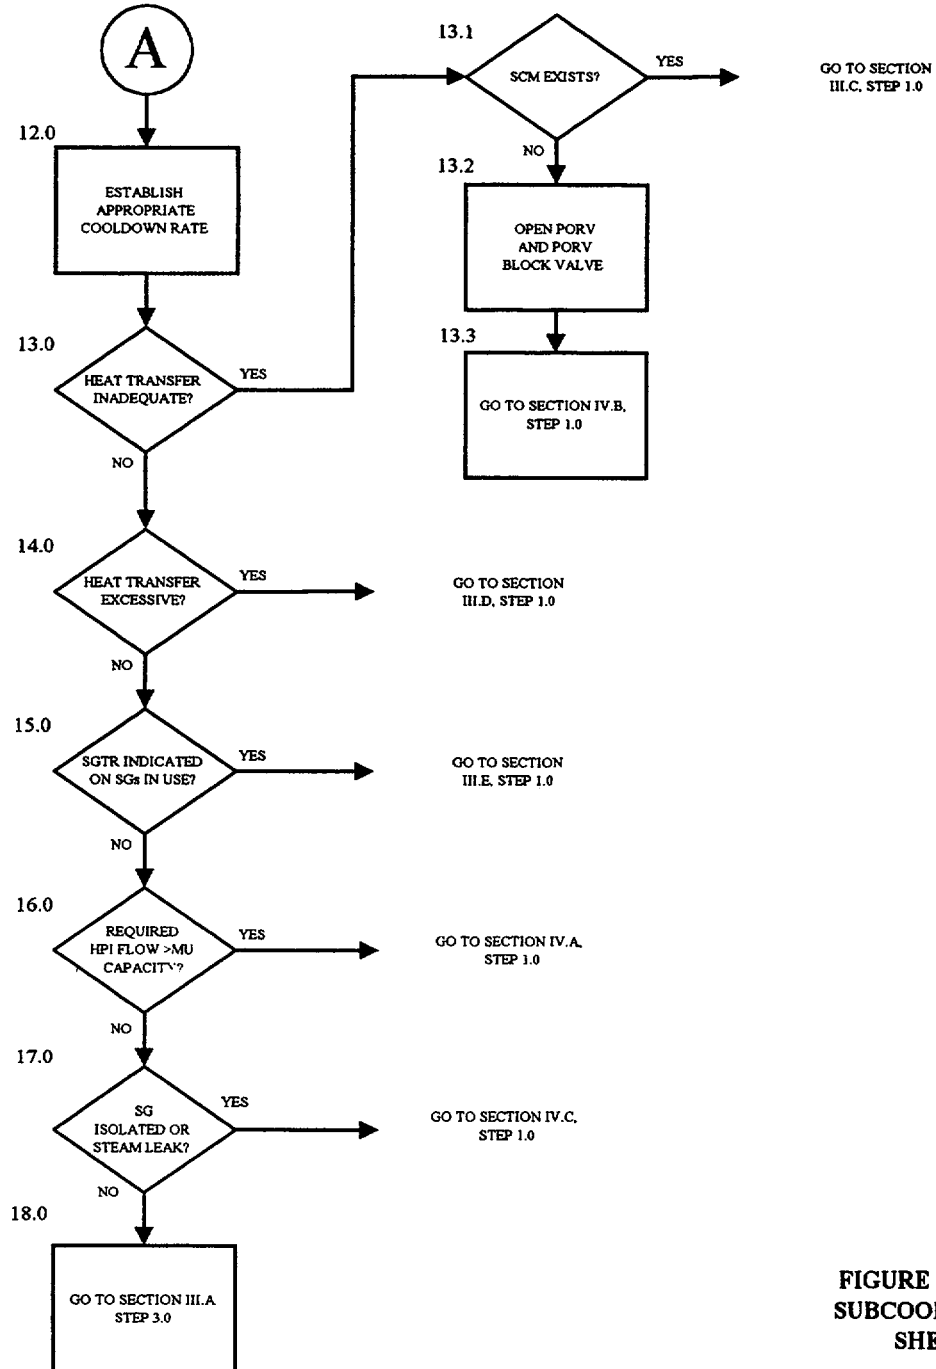 A
12.0
ESTABLISH
APPROPRIATE
COOLDOWN RATE
13.0
HEAT TRANSFER
INADEQUATE?
YES
NO
13.1
SCM EXISTS?
YES
GO TO SECTION
III.C, STEP 1.0
NO
13.2
OPEN PORV
AND PORV
BLOCK VALVE
13.3
GO TO SECTION IV.B,
STEP 1.0
14.0
HEAT TRANSFER
EXCESSIVE?
YES
GO TO SECTION
III.D, STEP 1.0
NO
15.0
SGTR INDICATED
ON SGs IN USE?
YES
GO TO SECTION
III.E, STEP 1.0
NO
16.0
REQUIRED
HPI FLOW >MU
CAPACITY?
YES
GO TO SECTION IV.A,
STEP 1.0
NO
17.0
SG
ISOLATED OR
STEAM LEAK?
YES
GO TO SECTION IV.C,
STEP 1.0
NO
18.0
GO TO SECTION III.A
STEP 3.0
FIGURE